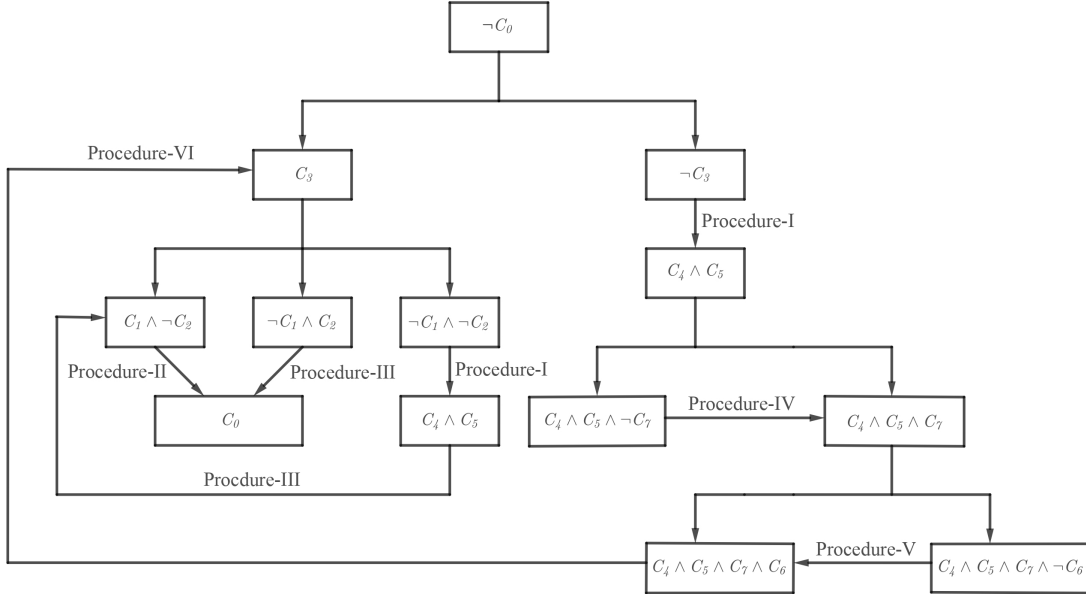 ¬C₀
Procedure-VI
C₃
¬C₃
Procedure-I
C₄ ∧ C₅
C₁ ∧ ¬C₂
¬C₁ ∧ C₂
¬C₁ ∧ ¬C₂
Procedure-II
Procedure-III
Procedure-I
C₀
C₄ ∧ C₅
C₄ ∧ C₅ ∧ ¬C₇
Procedure-IV
C₄ ∧ C₅ ∧ C₇
Procdure-III
C₄ ∧ C₅ ∧ C₇ ∧ C₆
Procedure-V
C₄ ∧ C₅ ∧ C₇ ∧ ¬C₆